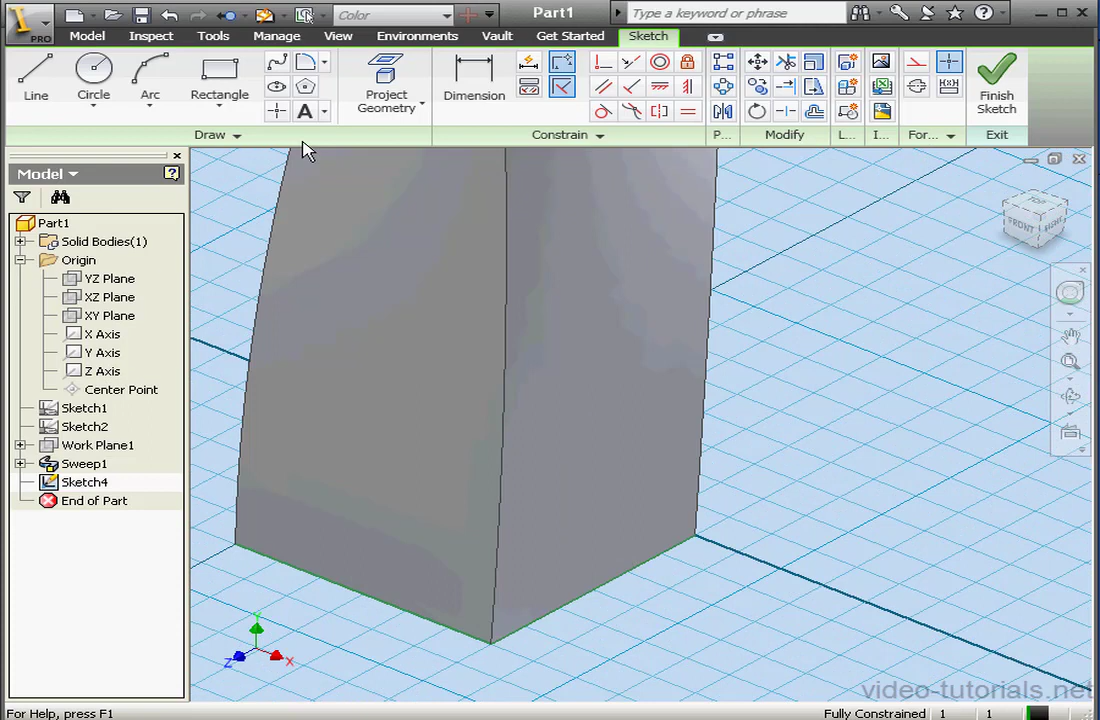 Color
Part1
Type a keyword or phrase
PRO
Model
Inspect
Tools
Manage
View
Environments
Vault
Get Started
Sketch
Line
Circle
Arc
Rectangle
A
Project
Geometry
Dimension
Finish
Sketch
Draw
Constrain
P...
Modify
L...
I...
For...
Exit
Model
Part1
Solid Bodies(1)
Origin
YZ Plane
XZ Plane
XY Plane
X Axis
Y Axis
Z Axis
Center Point
Sketch1
Sketch2
Work Plane1
Sweep1
Sketch4
End of Part
TOP
FRONT
Y
Z
X
video-tutorials.net
For Help, press F1
Fully Constrained
1
1